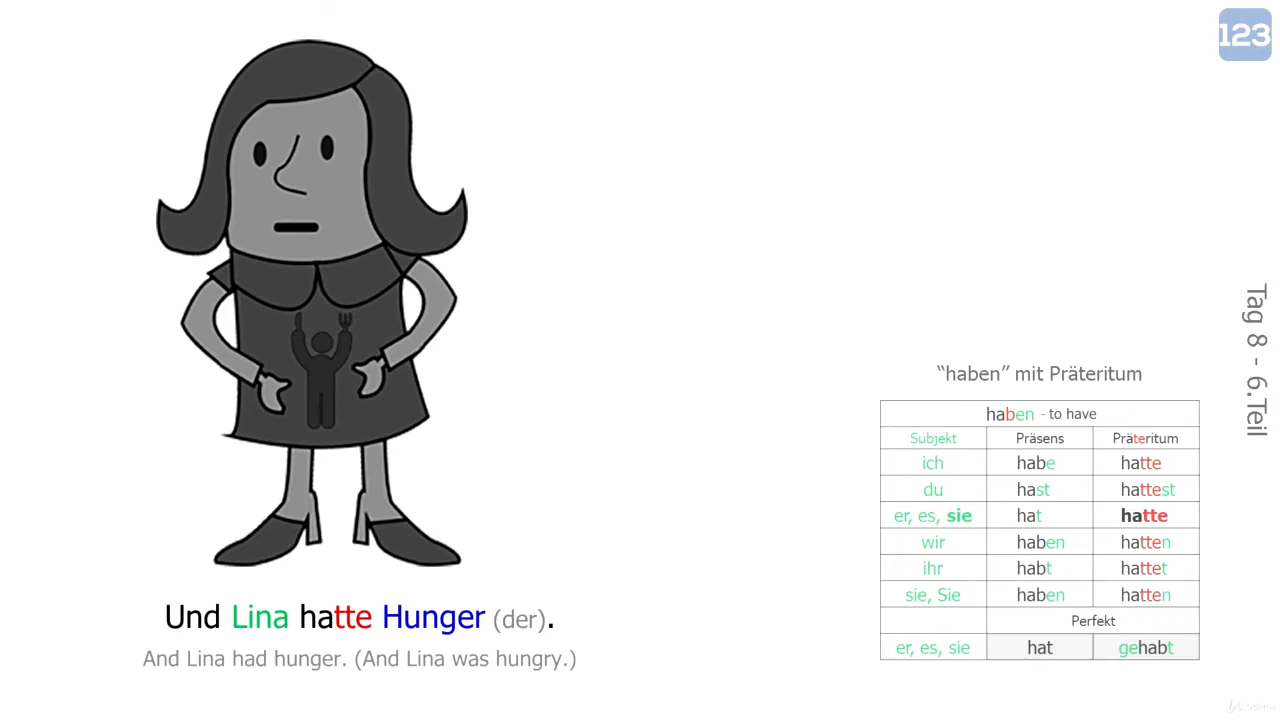 123
Tag 8 - 6.Teil
"haben" mit Präteritum
haben - to have
Subjekt Präsens Präteritum
ich habe hatte
du hast hattest
er, es, sie hat hatte
wir haben hatten
ihr habt hattet
sie, Sie haben hatten
Perfekt
er, es, sie hat gehabt
Und Lina hatte Hunger (der).
And Lina had hunger. (And Lina was hungry.)